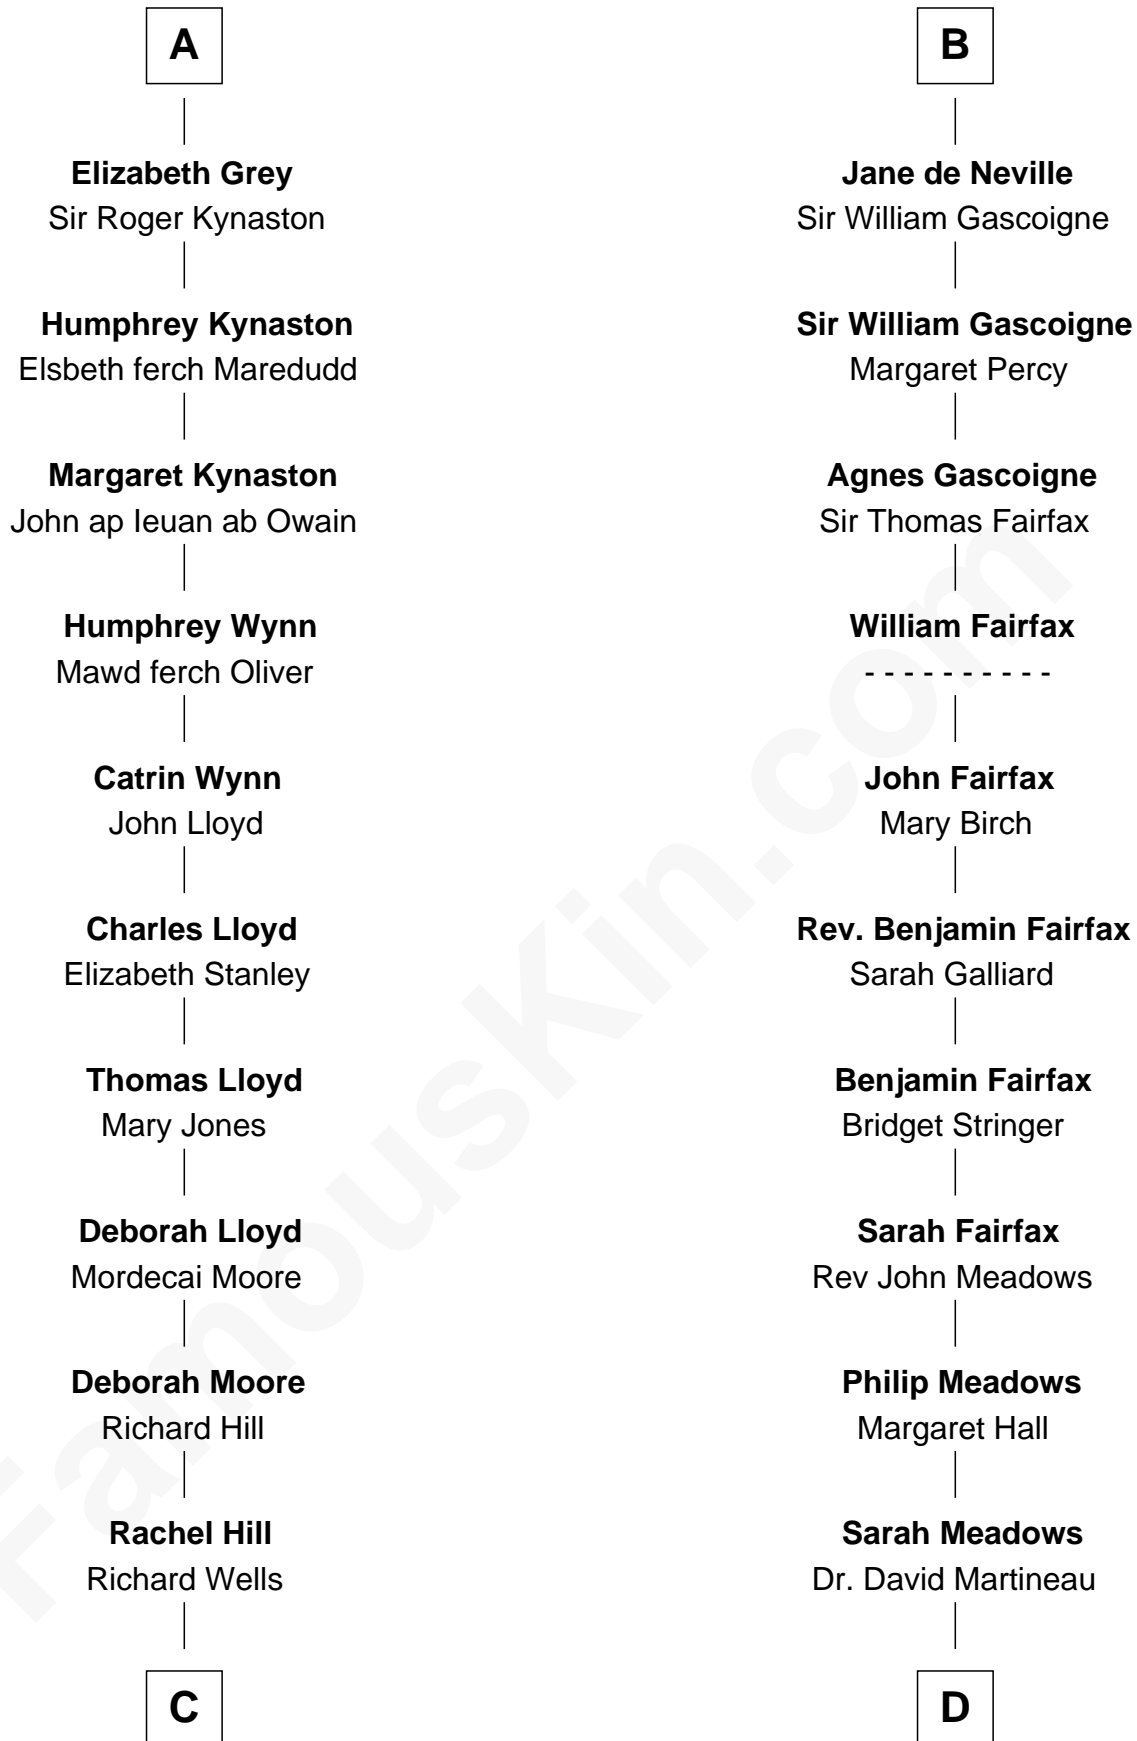 A
Elizabeth Grey
Sir Roger Kynaston
Humphrey Kynaston
Elsbeth ferch Maredudd
Margaret Kynaston
John ap Ieuan ab Owain
Humphrey Wynn
Mawd ferch Oliver
Catrin Wynn
John Lloyd
Charles Lloyd
Elizabeth Stanley
Thomas Lloyd
Mary Jones
Deborah Lloyd
Mordecai Moore
Deborah Moore
Richard Hill
Rachel Hill
Richard Wells
C
B
Jane de Neville
Sir William Gascoigne
Sir William Gascoigne
Margaret Percy
Agnes Gascoigne
Sir Thomas Fairfax
William Fairfax
- - - - - - - - - -
John Fairfax
Mary Birch
Rev. Benjamin Fairfax
Sarah Galliard
Benjamin Fairfax
Bridget Stringer
Sarah Fairfax
Rev John Meadows
Philip Meadows
Margaret Hall
Sarah Meadows
Dr. David Martineau
D
FamousKin.com